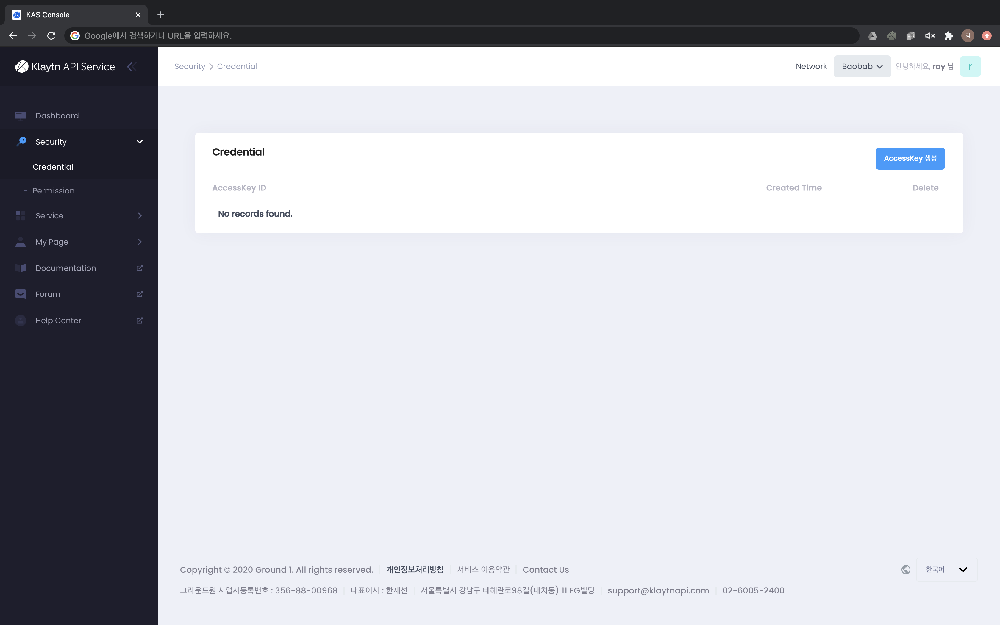 KAS Console
Google에서 검색하거나 URL을 입력하세요.
김
Klaytn API Service
Security > Credential
Network
Baobab
안녕하세요, ray 님
r
Dashboard
Security
- Credential
- Permission
Service
My Page
Documentation
Forum
Help Center
Credential
AccessKey 생성
AccessKey ID
Created Time
Delete
No records found.
Copyright © 2020 Ground 1. All rights reserved. | 개인정보처리방침 | 서비스 이용약관 | Contact Us
한국어
그라운드원 사업자등록번호 : 356-88-00968 | 대표이사 : 한재선 | 서울특별시 강남구 테헤란로98길(대치동) 11 EG빌딩 | support@klaytnapi.com | 02-6005-2400